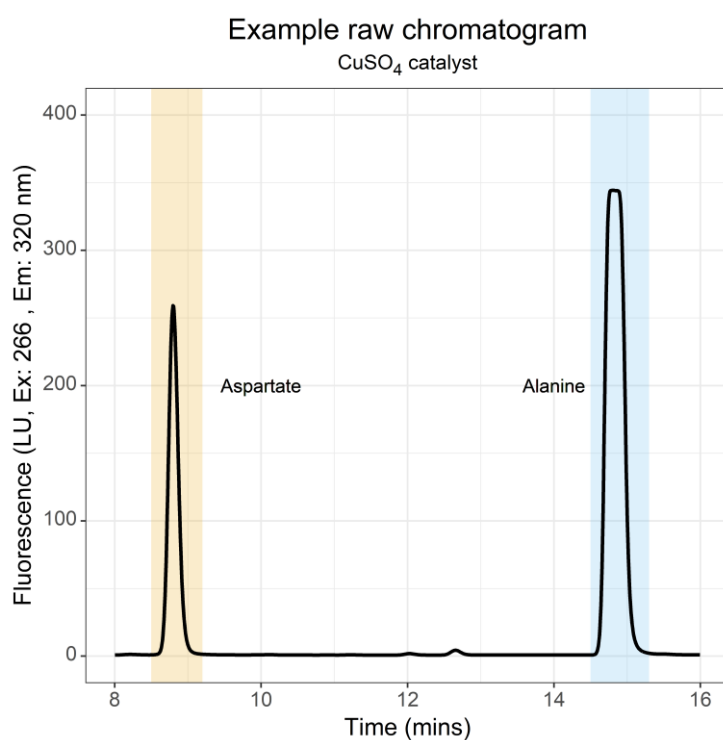 Example raw chromatogram
CuSO₄ catalyst
Fluorescence (LU, Ex: 266 , Em: 320 nm)
400
300
200
100
0
Aspartate
Alanine
8
10
12
14
16
Time (mins)